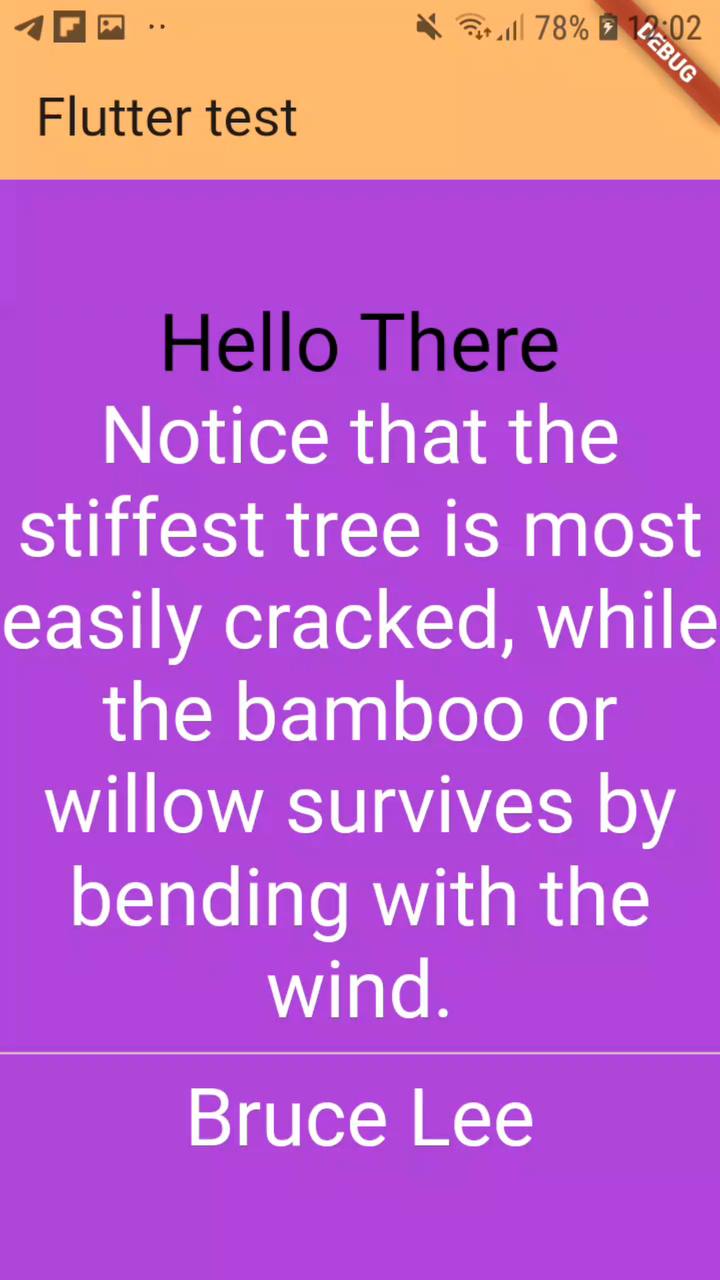 78% 12:02
DEBUG
Flutter test
Hello There
Notice that the
stiffest tree is most
easily cracked, while
the bamboo or
willow survives by
bending with the
wind.
Bruce Lee